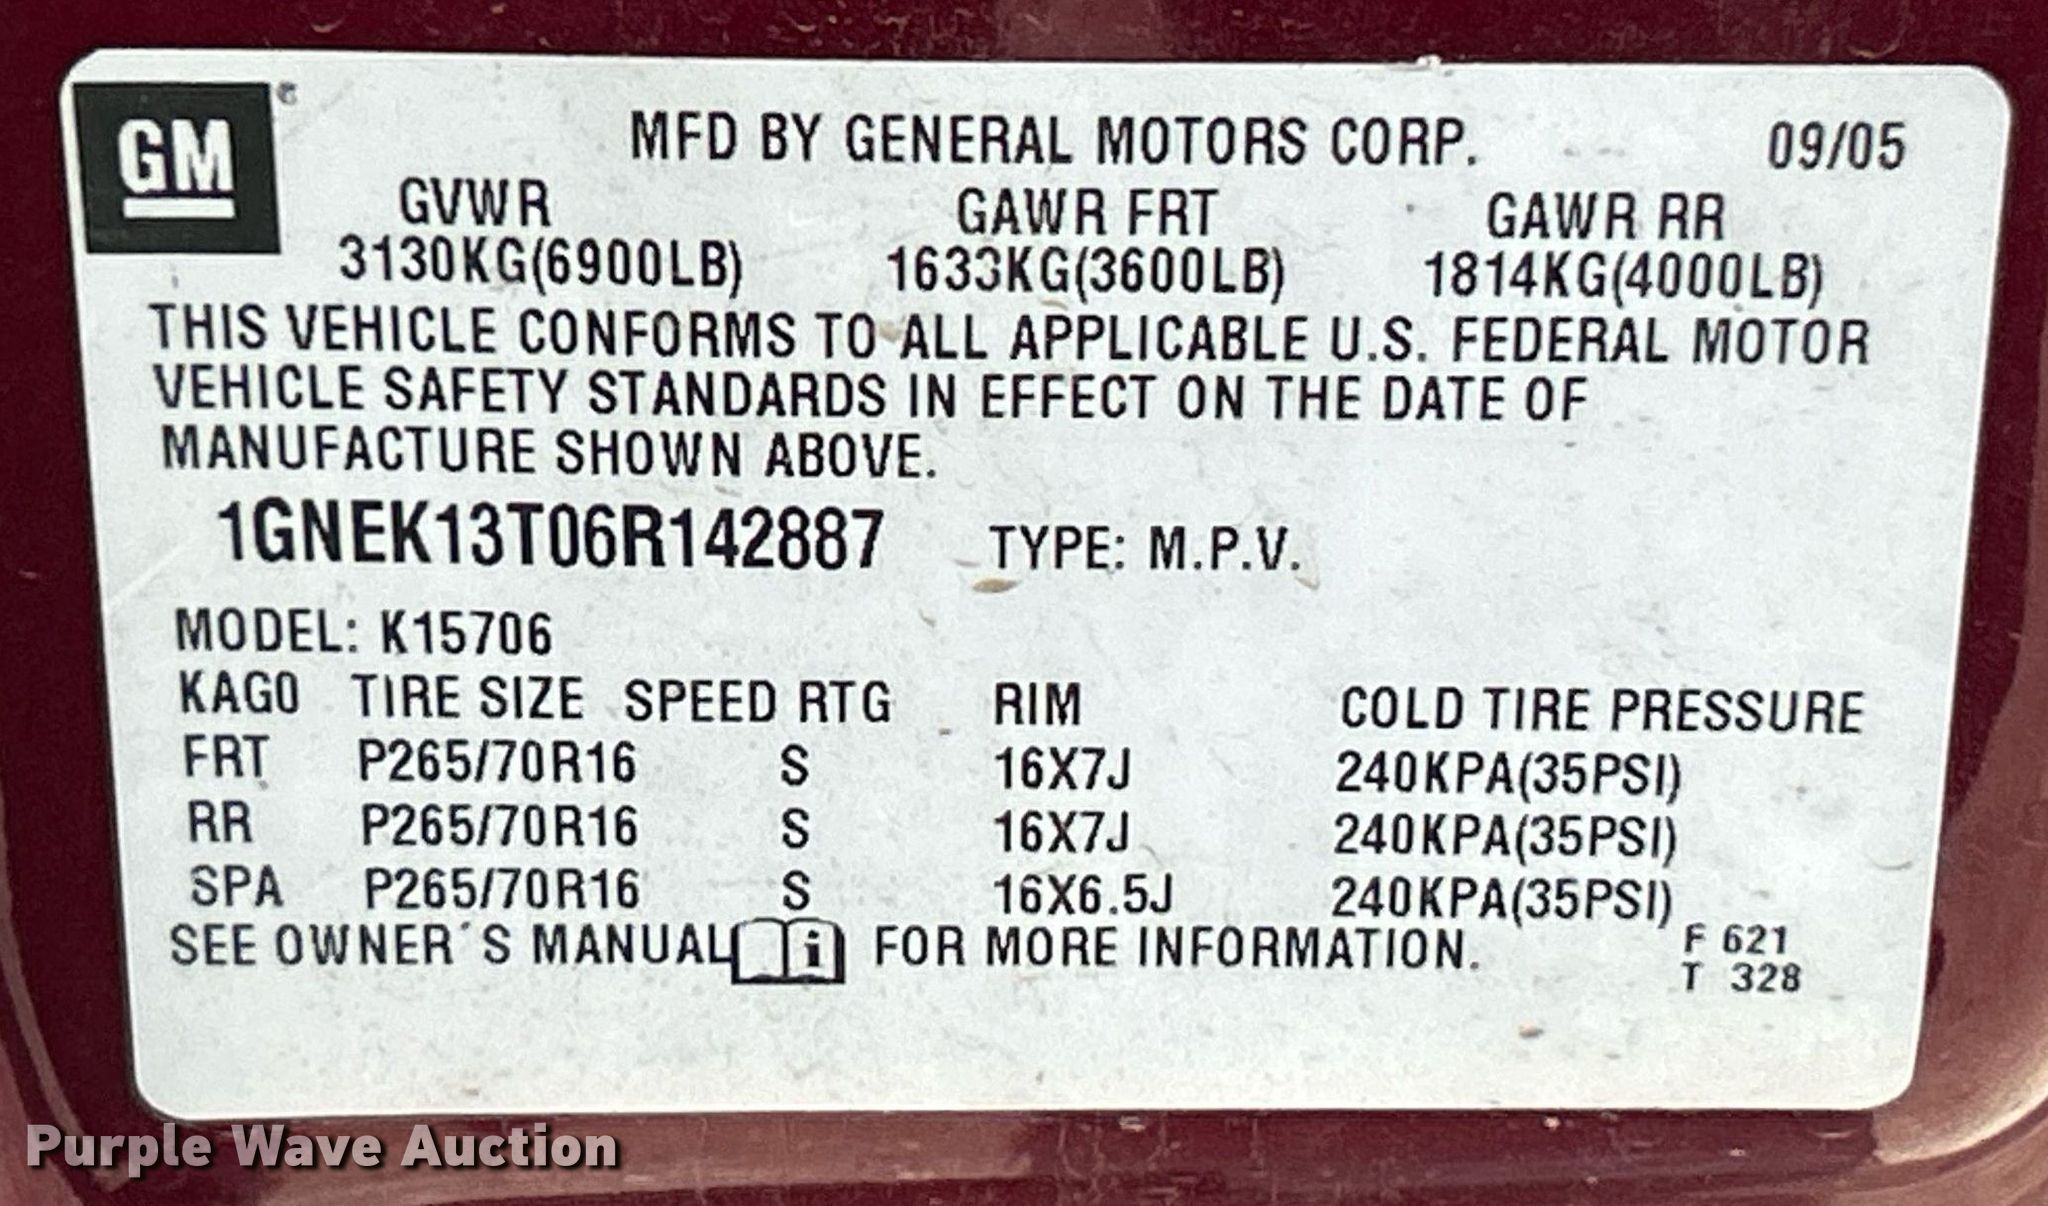 GM
MFD BY GENERAL MOTORS CORP. 09/05
GVWR GAWR FRT GAWR RR
3130KG(6900LB) 1633KG(3600LB) 1814KG(4000LB)
THIS VEHICLE CONFORMS TO ALL APPLICABLE U.S. FEDERAL MOTOR
VEHICLE SAFETY STANDARDS IN EFFECT ON THE DATE OF
MANUFACTURE SHOWN ABOVE.
1GNEK13T06R142887 TYPE: M.P.V.
MODEL: K15706
KAGO TIRE SIZE SPEED RTG RIM COLD TIRE PRESSURE
FRT P265/70R16 S 16X7J 240KPA(35PSI)
RR P265/70R16 S 16X7J 240KPA(35PSI)
SPA P265/70R16 S 16X6.5J 240KPA(35PSI)
SEE OWNER´S MANUAL i FOR MORE INFORMATION.
F 621
T 328
Purple Wave Auction